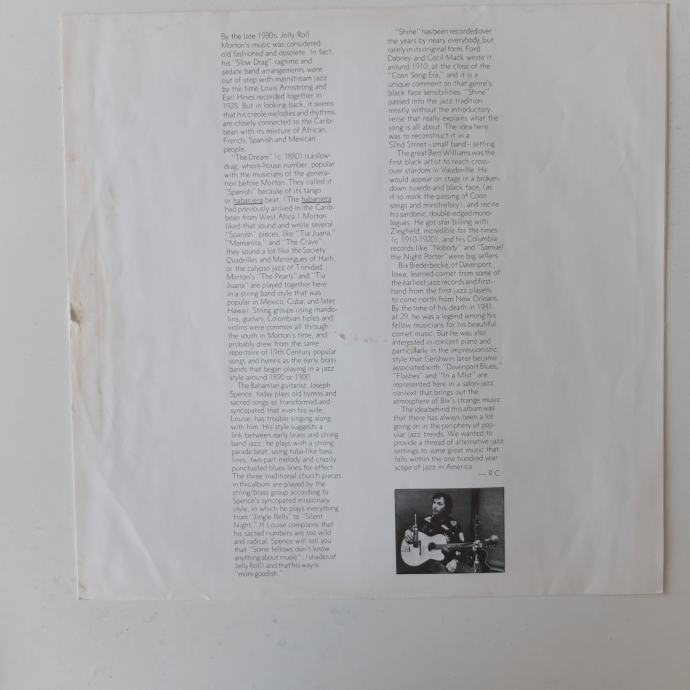 By the late 1930s Jelly Roll
Morton's music was considered
old fashioned and obsolete. In fact,
his "Slow Drag" ragtime and
sedate band arrangements were
out of step with mainstream jazz
by the time Louis Armstrong and
Earl Hines recorded together in
1928. But in looking back, it seems
that his creole melodies and rhythms
are closely connected to the Carib-
bean with its mixture of African,
French, Spanish and Mexican
people.
"The Dream" (c. 1880) is a slow-
drag, whore-house number, popular
with the musicians of the genera-
tion before Morton. They called it
"Spanish" because of its tango
or habaniera beat. (The habaniera
had previously arrived in the Carib-
bean from West Africa.) Morton
liked that sound and wrote several
"Spanish" pieces, like "Tia Juana,"
"Mamanita," and "The Crave";
they sound a lot like the Society
Quadrilles and Merengues of Haiti,
or the calypso jazz of Trinidad.
Morton's "The Pearls" and "Tia
Juana" are played together here
in a string band style that was
popular in Mexico, Cuba, and later
Hawaii. String groups using mando-
lins, guitars, Colombian tiples and
violins were common all through
the south in Morton's time, and
probably drew from the same
repertoire of 19th Century popular
songs and hymns as the early brass
bands that began playing in a jazz
style around 1890 or 1900.
The Bahamian guitarist, Joseph
Spence, today plays old hymns and
sacred songs so transformed and
syncopated that even his wife,
Louise, has trouble singing along
with him. His style suggests a
link between early brass and string
band jazz; he plays with a strong
parade beat, using tuba-like bass
lines, two-part melody and crazily
punctuated blues lines for effect.
The three traditional church pieces
in this album are played by the
string/brass group according to
Spence's syncopated missionary
style, in which he plays everything
from "Jingle Bells" to "Silent
Night." If Louise complains that
his sacred numbers are too wild
and radical, Spence will tell you
that "Some fellows don't know
anything about music", (shades of
Jelly Roll) and that his way is
"more goodish."
"Shine" has been recorded over
the years by neary everybody, but
rarely in its original form. Ford
Dabney and Cecil Mack wrote it
around 1910, at the close of the
"Coon Song Era," and it is a
unique comment on that genre's
black face sensibilities. "Shine"
passed into the jazz tradition
mostly without the introductory
verse that really explains what the
song is all about. The idea here
was to reconstruct it in a
52nd Street-small band-setting.
The great Bert Williams was the
first black artist to reach cross-
over stardom in Vaudeville. He
would appear on stage in a broken-
down tuxedo and black face, (as
if to mark the passing of Coon
songs and minstrelsey), and recite
his sardonic, double-edged mono-
logues. He got star billing with
Ziegfield, incredible for the times
(c. 1910-1920); and his Columbia
records like "Nobody" and "Samuel
the Night Porter" were big sellers.
Bix Biederbecke, of Davenport,
Iowa, learned cornet from some of
the earliest jazz records and first-
hand from the first jazz players
to come north from New Orleans.
By the time of his death in 1931
at 29, he was a legend among his
fellow musicians for his beautiful
cornet music. But he was also
interested in concert piano and
particularly in the impressionistic
style that Gershwin later became
associated with. "Davenport Blues,"
"Flashes," and "In a Mist" are
represented here in a salon-jazz
context that brings out the
atmosphere of Bix's strange music.
The idea behind this album was
that there has always been a lot
going on in the periphery of pop-
ular jazz trends. We wanted to
provide a thread of alternative jazz
settings to some great music that
falls within the one hundred year
scope of jazz in America.
— R.C.